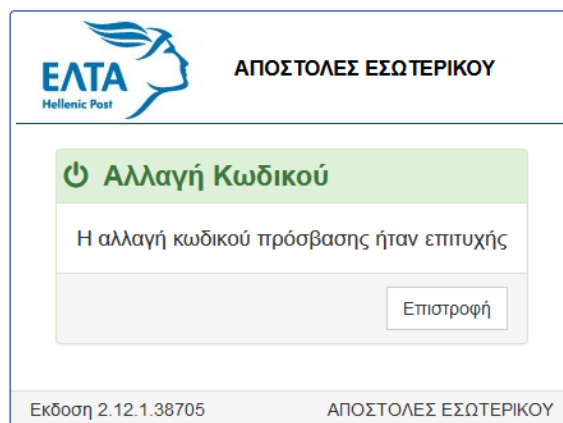 ΕΛΤΑ
Hellenic Post
ΑΠΟΣΤΟΛΕΣ ΕΣΩΤΕΡΙΚΟΥ
Αλλαγή Κωδικού
Η αλλαγή κωδικού πρόσβασης ήταν επιτυχής
Επιστροφή
Εκδοση 2.12.1.38705 ΑΠΟΣΤΟΛΕΣ ΕΣΩΤΕΡΙΚΟΥ